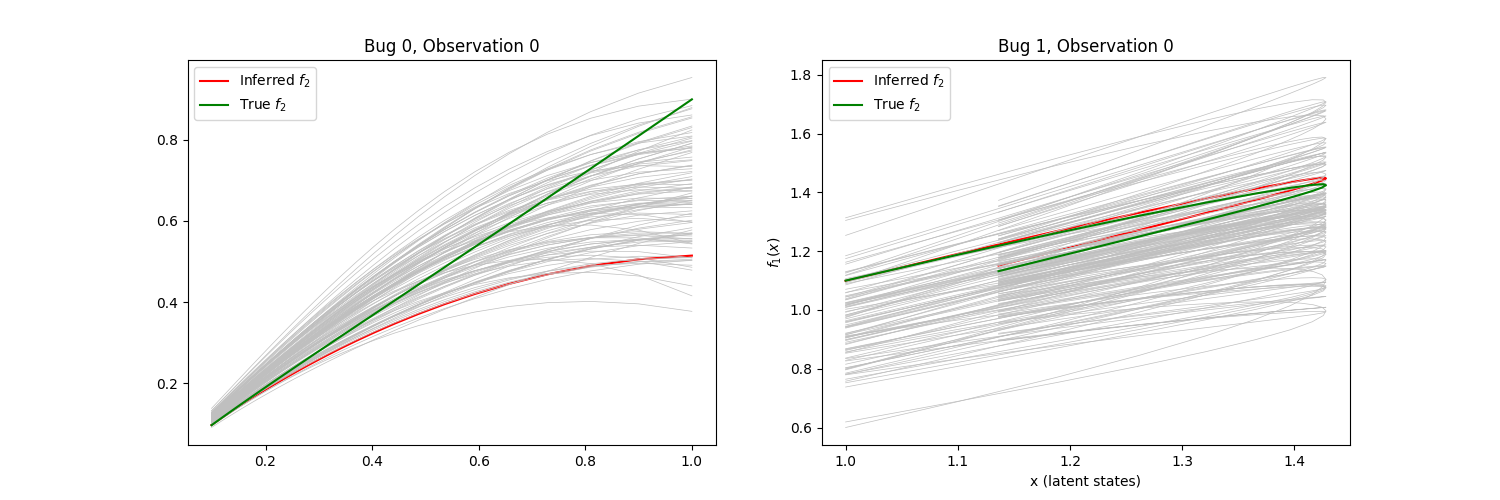 Bug 0, Observation 0
Inferred f₂
True f₂
0.8
0.6
0.4
0.2
0.2 0.4 0.6 0.8 1.0
Bug 1, Observation 0
Inferred f₂
True f₂
f₁(x)
1.8
1.6
1.4
1.2
1.0
0.8
0.6
1.0 1.1 1.2 1.3 1.4
x (latent states)